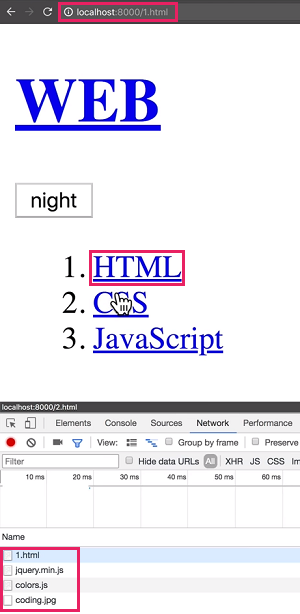 localhost:8000/1.html
WEB
night
1. HTML
2. CSS
3. JavaScript
localhost:8000/2.html
Elements Console Sources Network Performance
View: Group by frame Preserve
Filter Hide data URLs All XHR JS CSS Im
10 ms 20 ms 30 ms 40 ms 50 ms 60 ms
Name
1.html
jquery.min.js
colors.js
coding.jpg